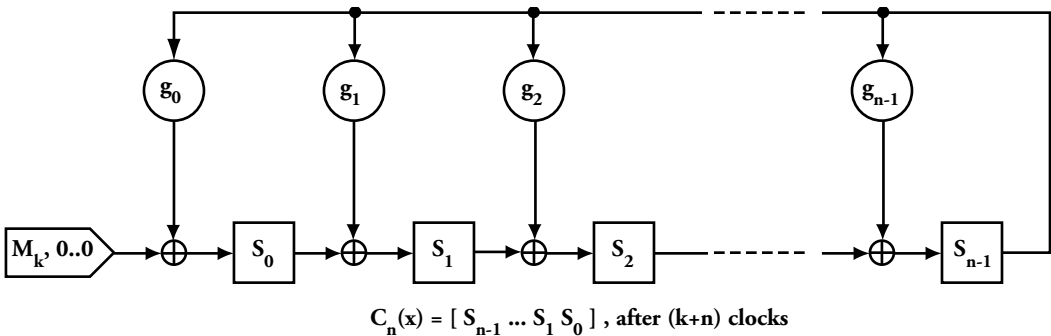 g₀ g₁ g₂ gₙ₋₁
Mₖ, 0..0 S₀ S₁ S₂ Sₙ₋₁
Cₙ(x) = [ Sₙ₋₁ ... S₁ S₀ ] , after (k+n) clocks